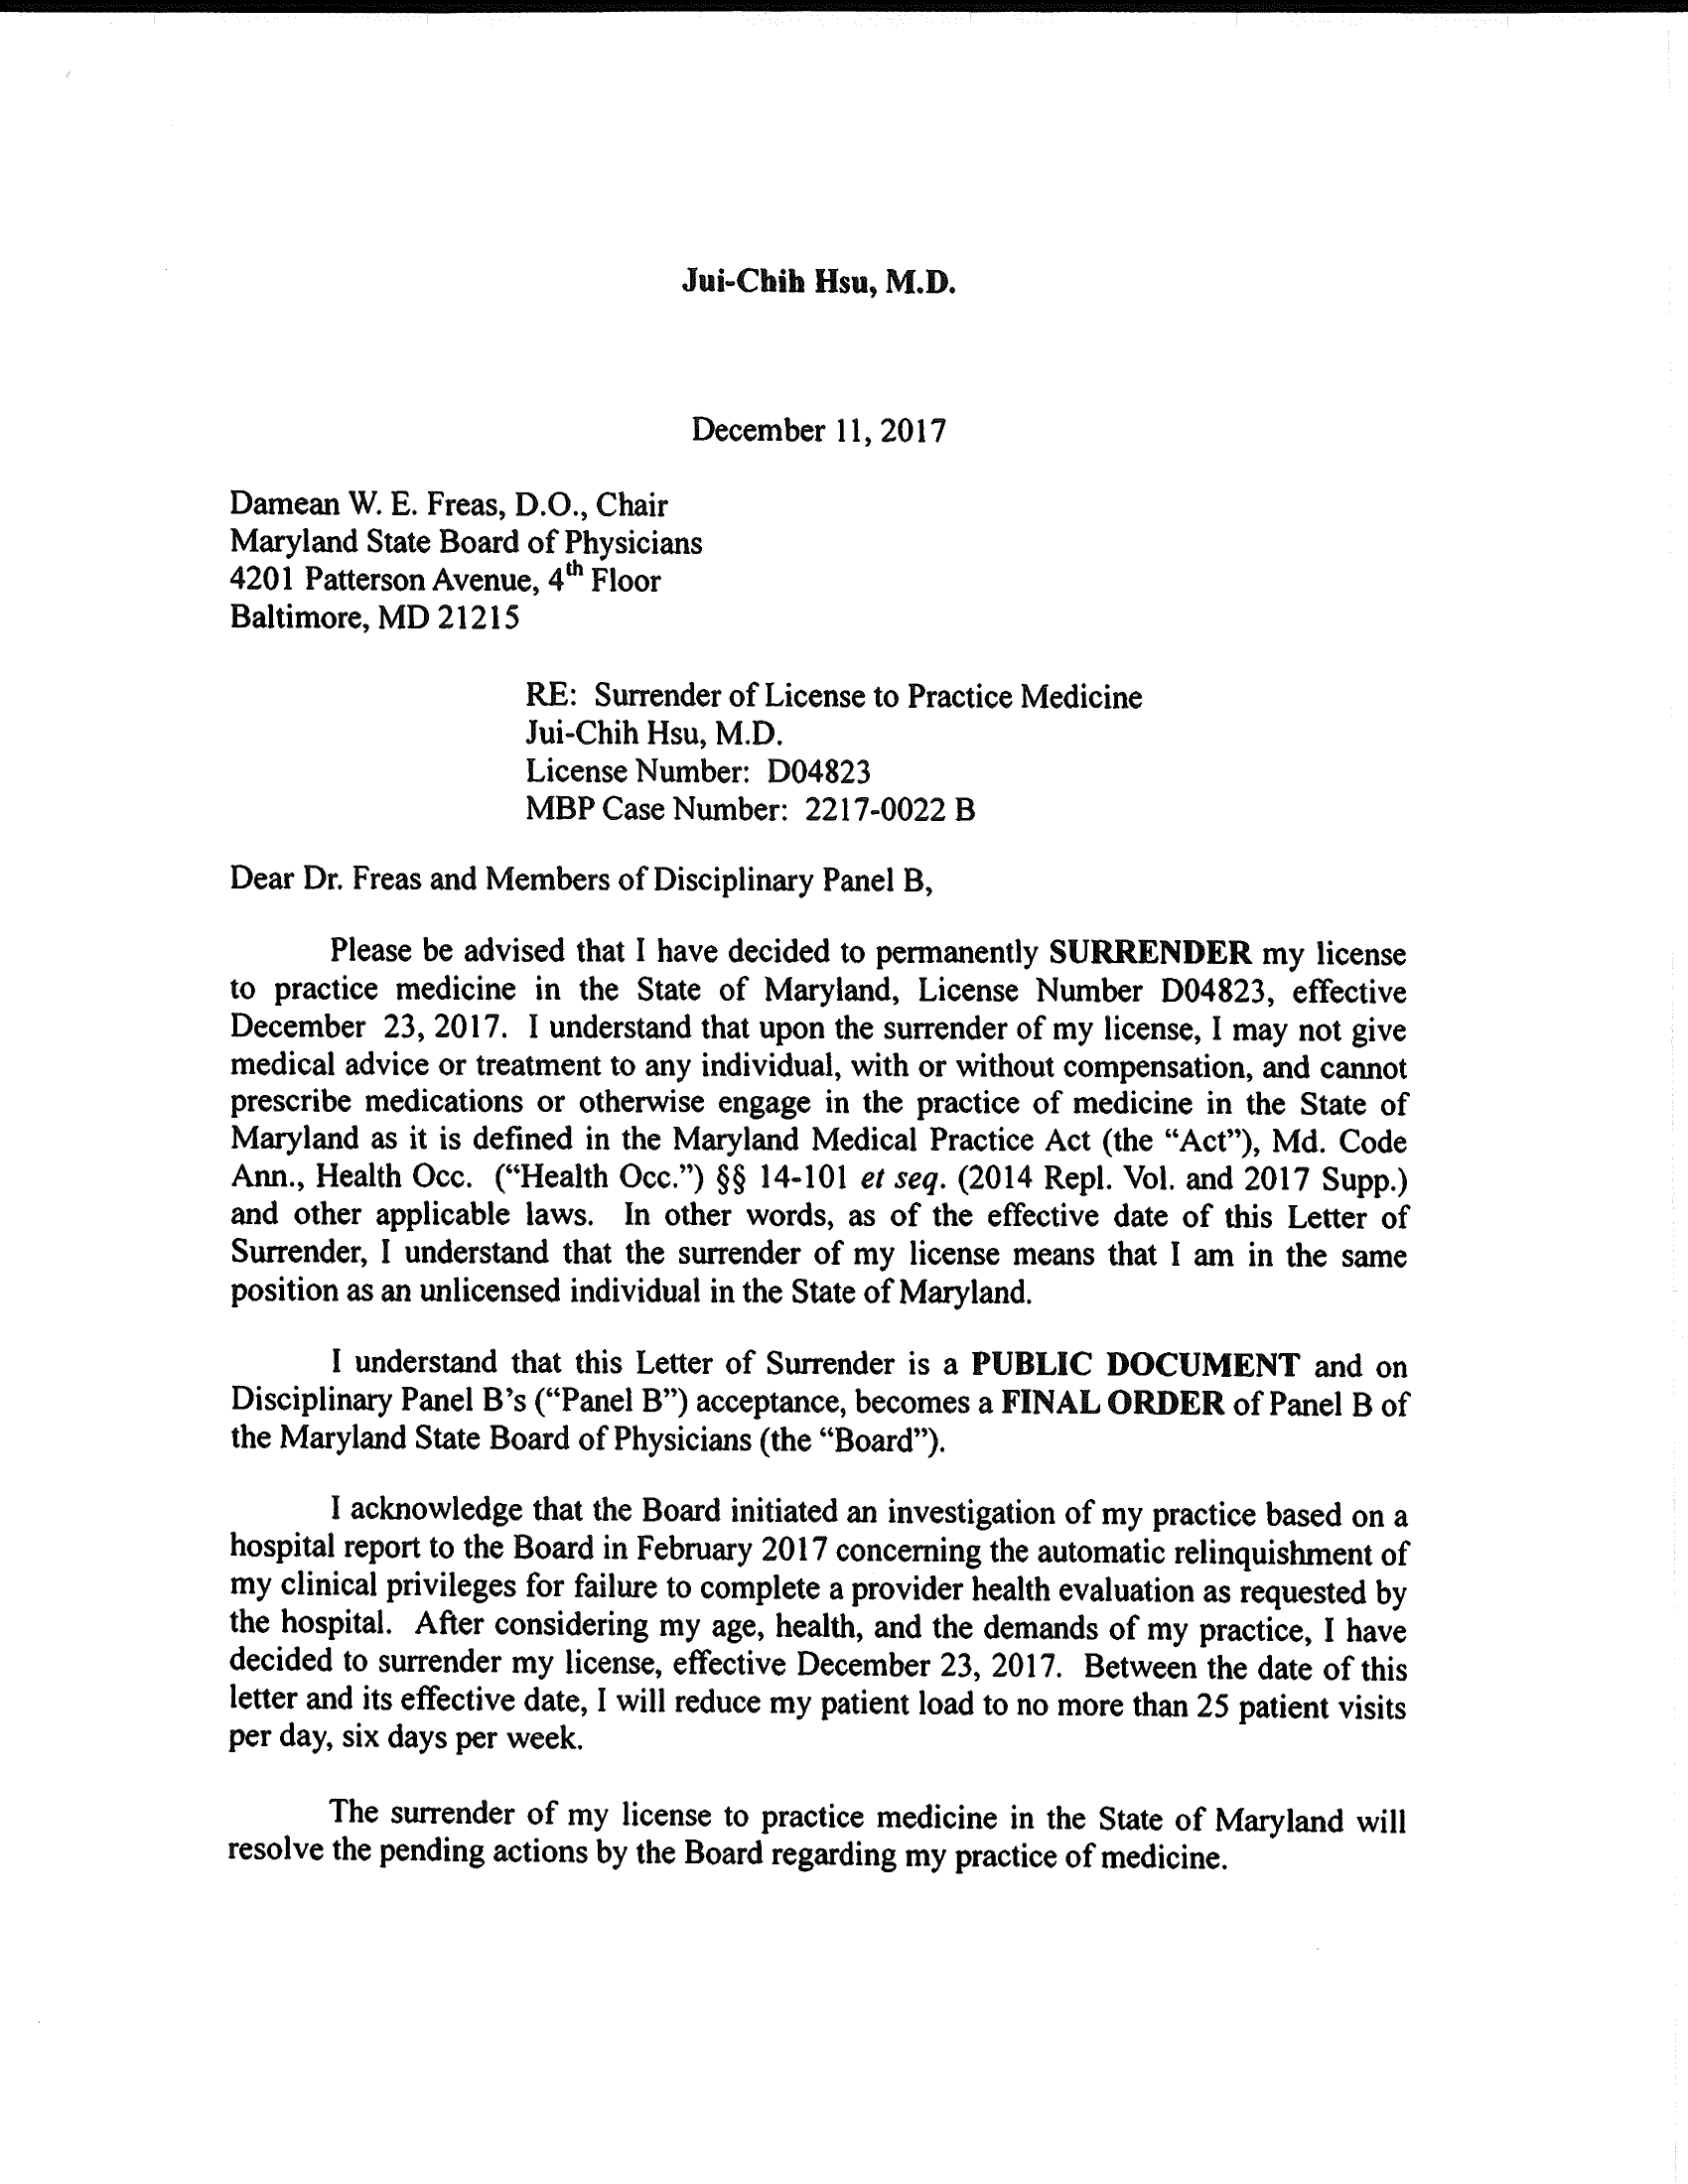 Jui-Chih Hsu, M.D.
December 11, 2017
Damean W. E. Freas, D.O., Chair
Maryland State Board of Physicians
4201 Patterson Avenue, 4th Floor
Baltimore, MD 21215
RE: Surrender of License to Practice Medicine
Jui-Chih Hsu, M.D.
License Number: D04823
MBP Case Number: 2217-0022 B
Dear Dr. Freas and Members of Disciplinary Panel B,
Please be advised that I have decided to permanently SURRENDER my license
to practice medicine in the State of Maryland, License Number D04823, effective
December 23, 2017. I understand that upon the surrender of my license, I may not give
medical advice or treatment to any individual, with or without compensation, and cannot
prescribe medications or otherwise engage in the practice of medicine in the State of
Maryland as it is defined in the Maryland Medical Practice Act (the “Act”), Md. Code
Ann., Health Occ. (“Health Occ.”) §§ 14-101 et seq. (2014 Repl. Vol. and 2017 Supp.)
and other applicable laws. In other words, as of the effective date of this Letter of
Surrender, I understand that the surrender of my license means that I am in the same
position as an unlicensed individual in the State of Maryland.
I understand that this Letter of Surrender is a PUBLIC DOCUMENT and on
Disciplinary Panel B’s (“Panel B”) acceptance, becomes a FINAL ORDER of Panel B of
the Maryland State Board of Physicians (the “Board”).
I acknowledge that the Board initiated an investigation of my practice based on a
hospital report to the Board in February 2017 concerning the automatic relinquishment of
my clinical privileges for failure to complete a provider health evaluation as requested by
the hospital. After considering my age, health, and the demands of my practice, I have
decided to surrender my license, effective December 23, 2017. Between the date of this
letter and its effective date, I will reduce my patient load to no more than 25 patient visits
per day, six days per week.
The surrender of my license to practice medicine in the State of Maryland will
resolve the pending actions by the Board regarding my practice of medicine.